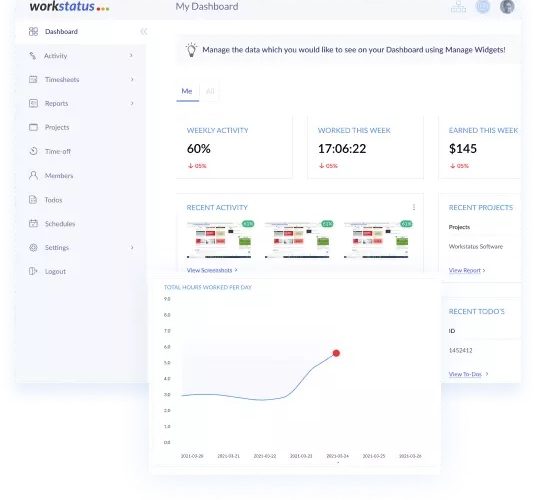 workstatus
My Dashboard
Dashboard
Activity
Timesheets
Reports
Projects
Time-off
Members
Todos
Schedules
Settings
Logout
Manage the data which you would like to see on your Dashboard using Manage Widgets!
Me
All
WEEKLY ACTIVITY
60%
05%
WORKED THIS WEEK
17:06:22
05%
EARNED THIS WEEK
$145
05%
RECENT ACTIVITY
61%
61%
61%
View Screenshots
RECENT PROJECTS
Projects
Workstatus Software
View Report
RECENT TODO'S
ID
1452412
View To-Dos
TOTAL HOURS WORKED PER DAY
9.0
8.0
7.0
6.0
5.0
4.0
3.0
2.0
1.0
0.0
2021-03-20
2021-03-21
2021-03-22
2021-03-23
2021-03-24
2021-03-25
2021-03-26